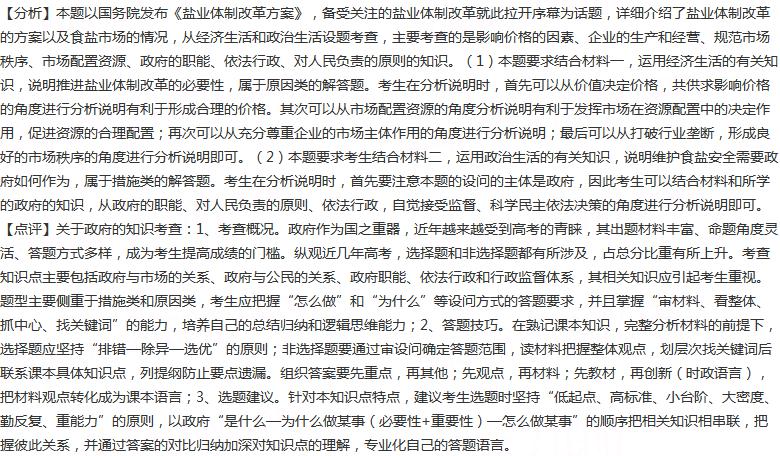 【分析】本题以国务院发布《盐业体制改革方案》，备受关注的盐业体制改革就此拉开序幕为话题，详细介绍了盐业体制改革
的方案以及食盐市场的情况，从经济生活和政治生活设题考查，主要考查的是影响价格的因素、企业的生产和经营、规范市场
秩序、市场配置资源、政府的职能、依法行政、对人民负责的原则的知识。（1）本题要求结合材料一，运用经济生活的有关知
识，说明推进盐业体制改革的必要性，属于原因类的解答题。考生在分析说明时，首先可以从价值决定价格，共供求影响价格
的角度进行分析说明有利于形成合理的价格。其次可以从市场配置资源的角度分析说明有利于发挥市场在资源配置中的决定作
用，促进资源的合理配置；再次可以从充分尊重企业的市场主体作用的角度进行分析说明；最后可以从打破行业垄断，形成良
好的市场秩序的角度进行分析说明即可。（2）本题要求考生结合材料二，运用政治生活的有关知识，说明维护食盐安全需要政
府如何作为，属于措施类的解答题。考生在分析说明时，首先要注意本题的设问的主体是政府，因此考生可以结合材料和所学
的政府的知识，从政府的职能、对人民负责的原则、依法行政，自觉接受监督、科学民主依法决策的角度进行分析说明即可。
【点评】关于政府的知识考查：1、考查概况。政府作为国之重器，近年越来越受到高考的青睐，其出题材料丰富、命题角度灵
活、答题方式多样，成为考生提高成绩的门槛。纵观近几年高考，选择题和非选择题都有所涉及，占总分比重有所上升。考查
知识点主要包括政府与市场的关系、政府与公民的关系、政府职能、依法行政和行政监督体系，其相关知识应引起考生重视。
题型主要侧重于措施类和原因类，考生应把握“怎么做”和“为什么”等设问方式的答题要求，并且掌握“审材料、看整体、
抓中心、找关键词”的能力，培养自己的总结归纳和逻辑思维能力；2、答题技巧。在熟记课本知识，完整分析材料的前提下，
选择题应坚持“排错—除异—选优”的原则；非选择题要通过审设问确定答题范围，读材料把握整体观点，划层次找关键词后
联系课本具体知识点，列提纲防止要点遗漏。组织答案要先重点，再其他；先观点，再材料；先教材，再创新（时政语言），
把材料观点转化成为课本语言；3、选题建议。针对本知识点特点，建议考生选题时坚持“低起点、高标准、小台阶、大密度、
勤反复、重能力”的原则，以政府“是什么—为什么做某事（必要性+重要性）—怎么做某事”的顺序把相关知识相串联，把
握彼此关系，并通过答案的对比归纳加深对知识点的理解，专业化自己的答题语言。